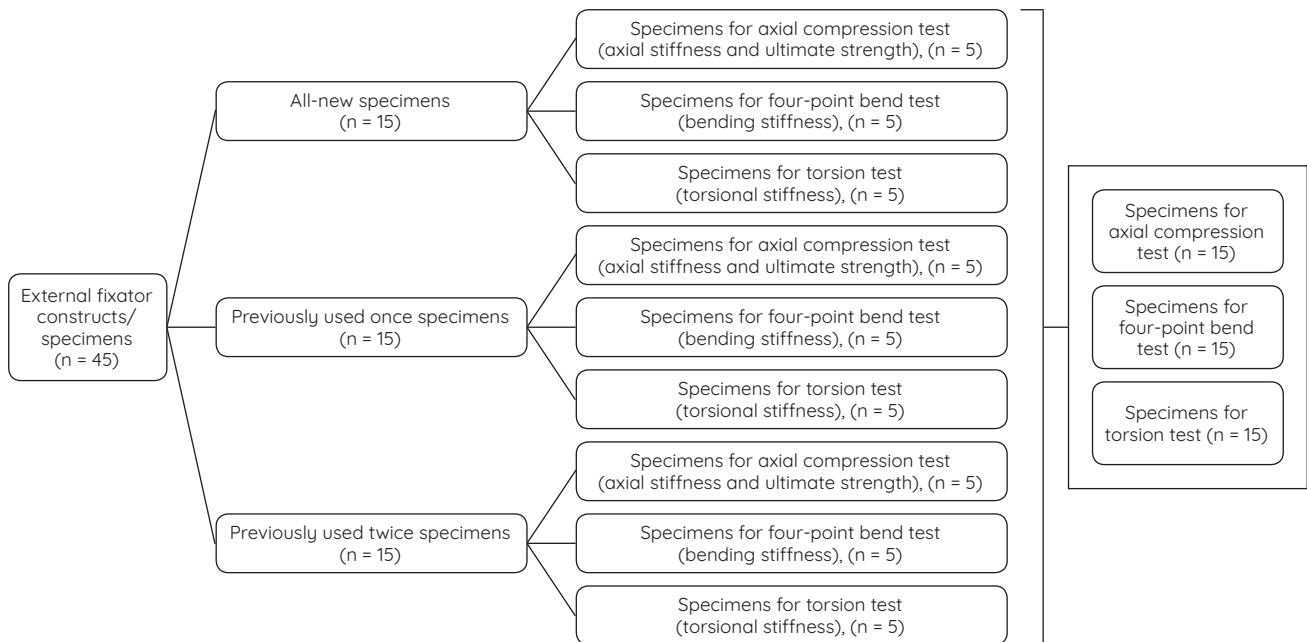 External fixator
constructs/
specimens
(n = 45)
All-new specimens
(n = 15)
Specimens for axial compression test
(axial stiffness and ultimate strength), (n = 5)
Specimens for four-point bend test
(bending stiffness), (n = 5)
Specimens for torsion test
(torsional stiffness), (n = 5)
Previously used once specimens
(n = 15)
Specimens for axial compression test
(axial stiffness and ultimate strength), (n = 5)
Specimens for four-point bend test
(bending stiffness), (n = 5)
Specimens for torsion test
(torsional stiffness), (n = 5)
Previously used twice specimens
(n = 15)
Specimens for axial compression test
(axial stiffness and ultimate strength), (n = 5)
Specimens for four-point bend test
(bending stiffness), (n = 5)
Specimens for torsion test
(torsional stiffness), (n = 5)
Specimens for
axial compression
test (n = 15)
Specimens for
four-point bend
test (n = 15)
Specimens for
torsion test (n = 15)